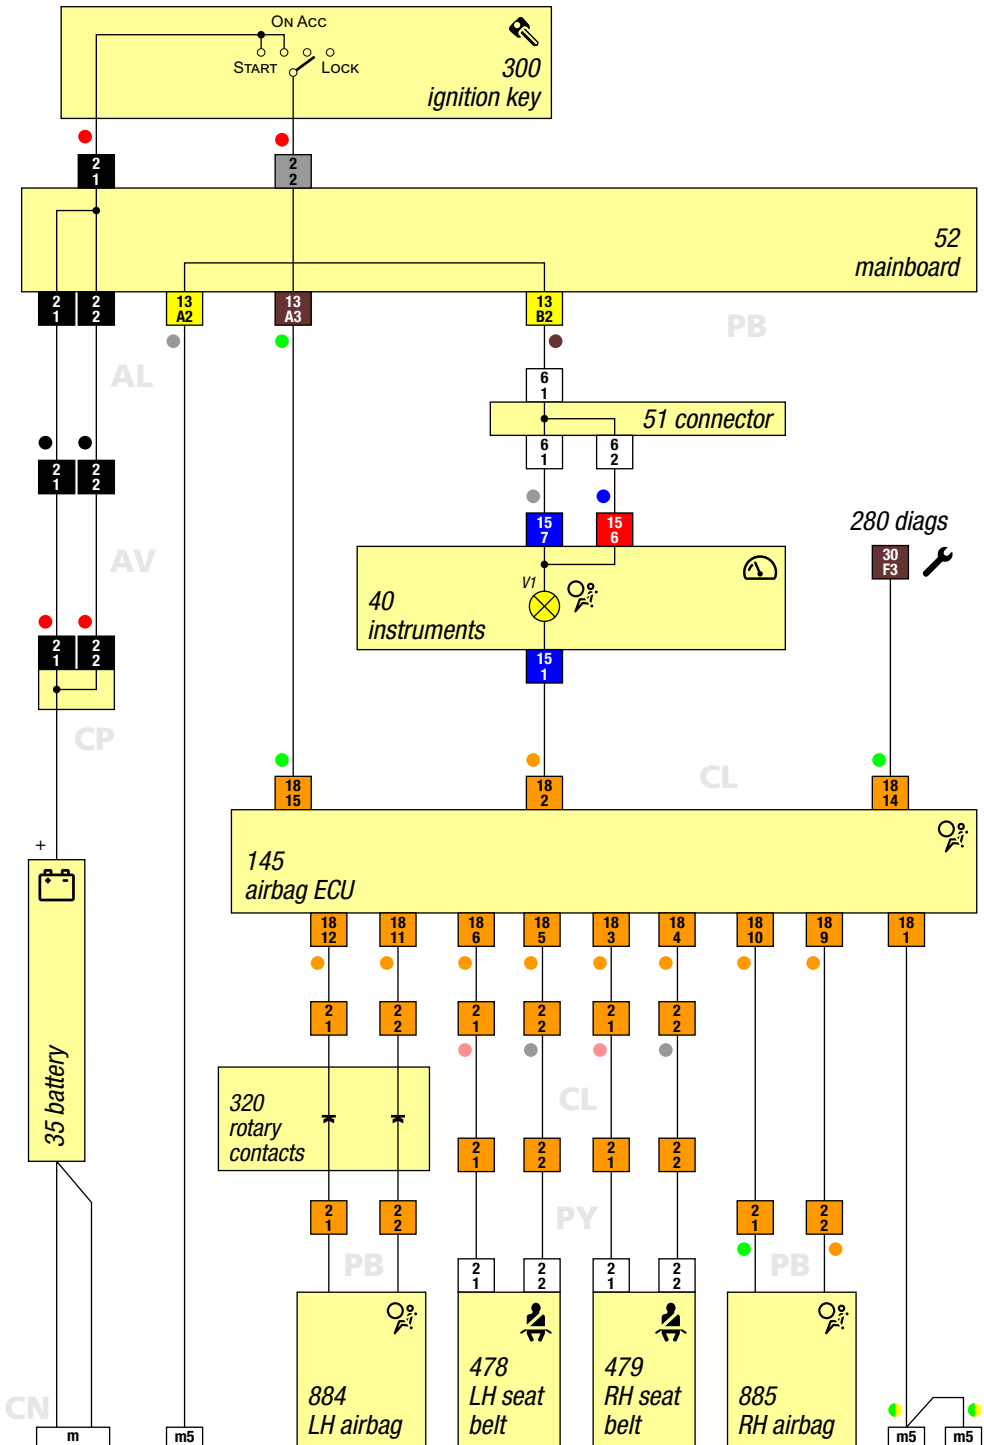 ON ACC
START
LOCK
300
ignition key
2
1
2
2
52
mainboard
2
1
2
2
13
A2
13
A3
13
B2
PB
AL
6
1
51 connector
6
1
6
2
2
1
2
2
15
7
15
6
280 diags
30
F3
AV
V1
40
instruments
2
1
2
2
15
1
CP
CL
18
15
18
2
18
14
+
145
airbag ECU
18
12
18
11
18
6
18
5
18
3
18
4
18
10
18
9
18
1
2
1
2
2
2
1
2
2
2
1
2
2
35 battery
320
rotary
contacts
CL
2
1
2
2
2
1
2
2
2
1
2
2
PY
2
1
2
2
PB
PB
2
1
2
2
2
1
2
2
884
LH airbag
478
LH seat
belt
479
RH seat
belt
885
RH airbag
CN
m
m5
m5
m5